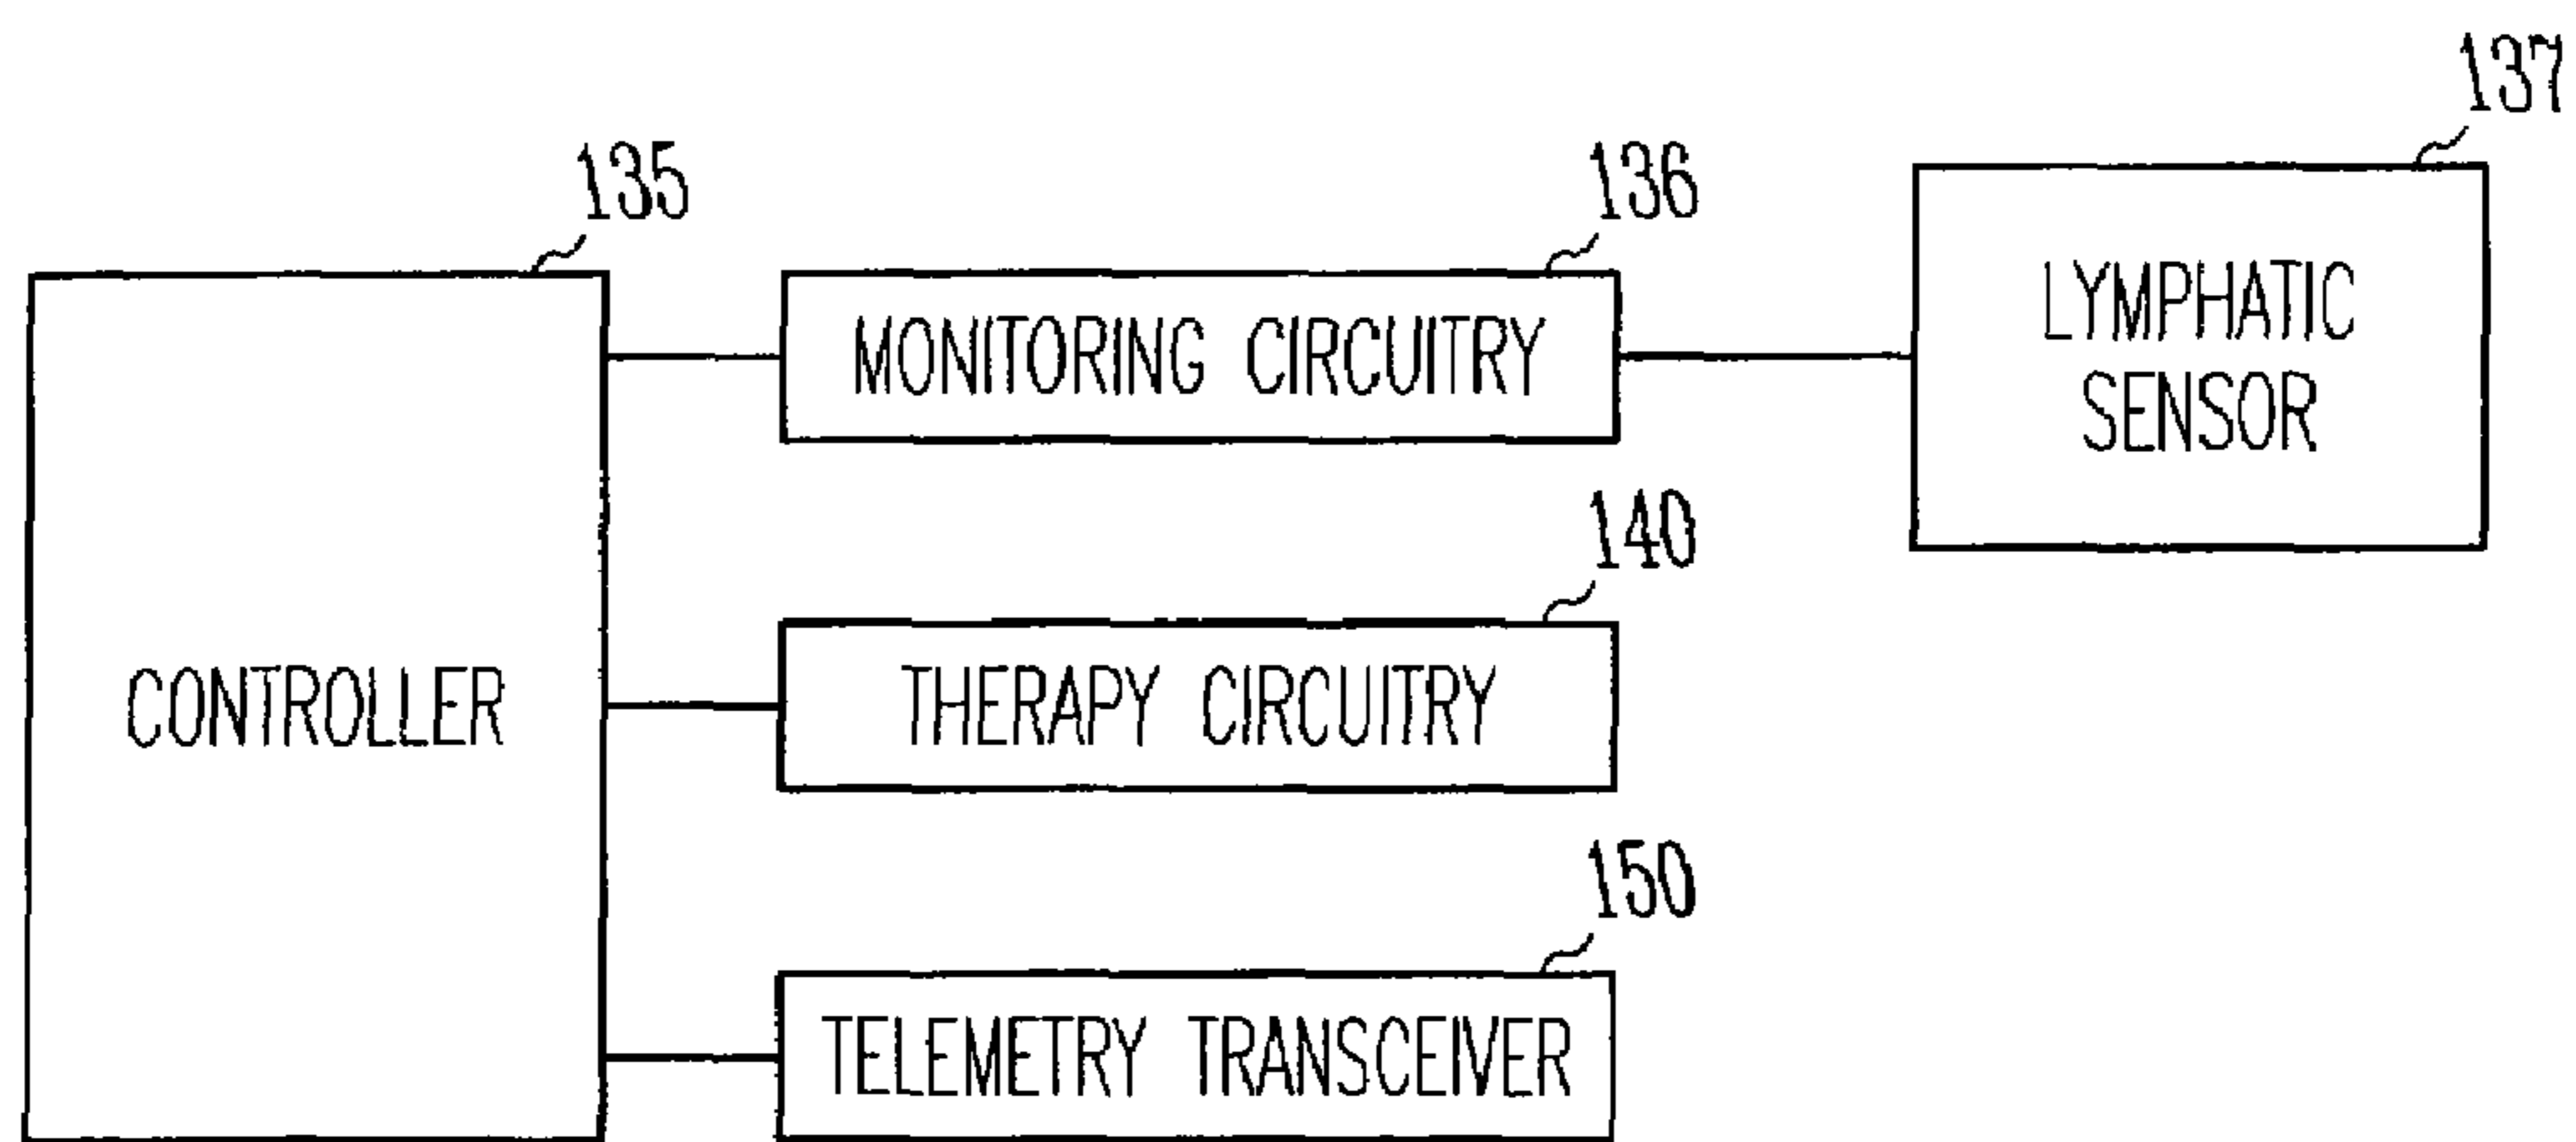 137
135
136
LYMPHATIC
SENSOR
MONITORING CIRCUITRY
140
CONTROLLER
THERAPY CIRCUITRY
150
TELEMETRY TRANSCEIVER